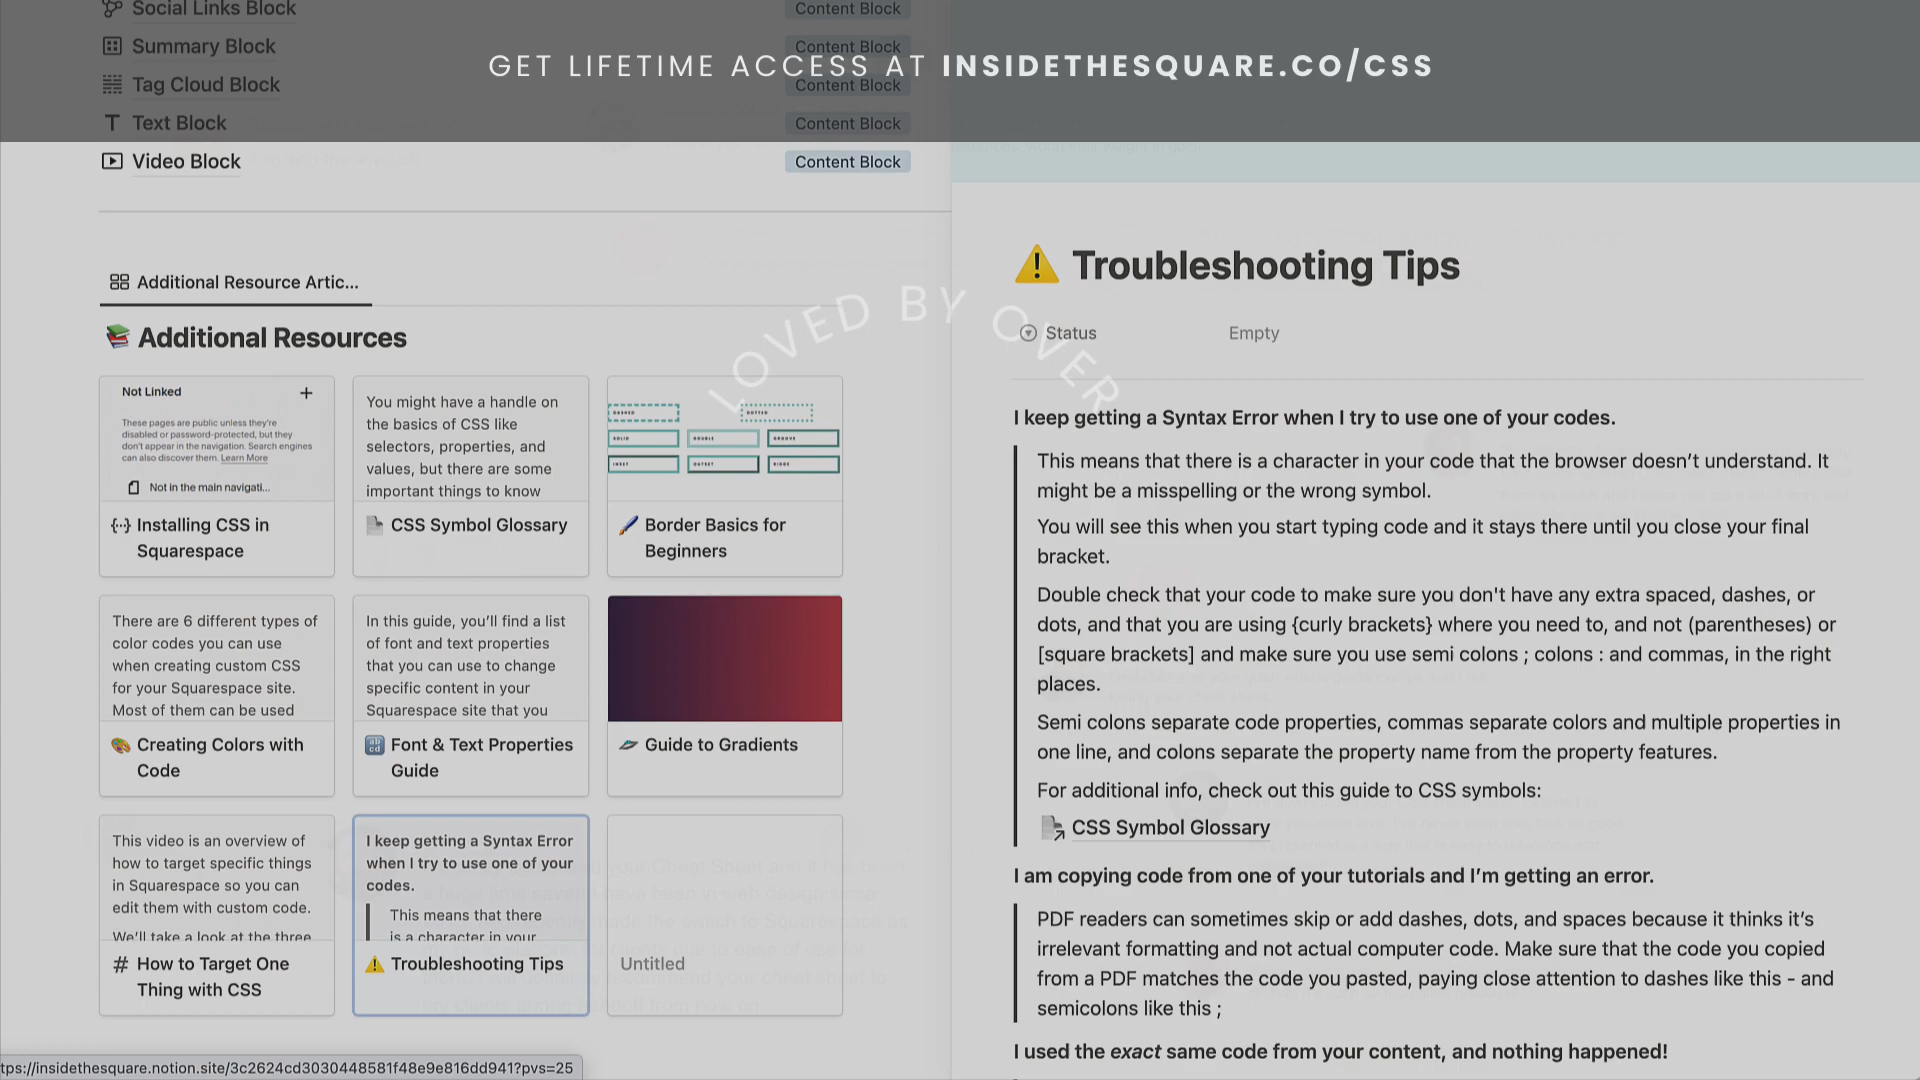 Social Links Block
Content Block
Summary Block
Content Block
GET LIFETIME ACCESS AT INSIDETHESQUARE.CO/CSS
Tag Cloud Block
Content Block
Text Block
Content Block
Video Block
Content Block
Additional Resource Artic...
📚 Additional Resources
Not Linked
+
These pages are public unless they're
disabled or password-protected, but they
don't appear in the navigation. Search engines
can also discover them. Learn More
Not in the main navigati...
{··} Installing CSS in
Squarespace
You might have a handle on
the basics of CSS like
selectors, properties, and
values, but there are some
important things to know
CSS Symbol Glossary
DASHED
DOTTED
SOLID
DOUBLE
GROOVE
INSET
OUTSET
RIDGE
Border Basics for
Beginners
There are 6 different types of
color codes you can use
when creating custom CSS
for your Squarespace site.
Most of them can be used
Creating Colors with
Code
In this guide, you'll find a list
of font and text properties
that you can use to change
specific content in your
Squarespace site that you
Font & Text Properties
Guide
Guide to Gradients
This video is an overview of
how to target specific things
in Squarespace so you can
edit them with custom code.
We'll take a look at the three
# How to Target One
Thing with CSS
I keep getting a Syntax Error
when I try to use one of your
codes.
This means that there
is a character in your
⚠️ Troubleshooting Tips
Untitled
tps://insidethesquare.notion.site/3c2624cd3030448581f48e9e816dd941?pvs=25
LOVED BY OVER
⚠️ Troubleshooting Tips
Status
Empty
I keep getting a Syntax Error when I try to use one of your codes.
This means that there is a character in your code that the browser doesn't understand. It
might be a misspelling or the wrong symbol.
You will see this when you start typing code and it stays there until you close your final
bracket.
Double check that your code to make sure you don't have any extra spaced, dashes, or
dots, and that you are using {curly brackets} where you need to, and not (parentheses) or
[square brackets] and make sure you use semi colons ; colons : and commas, in the right
places.
Semi colons separate code properties, commas separate colors and multiple properties in
one line, and colons separate the property name from the property features.
For additional info, check out this guide to CSS symbols:
CSS Symbol Glossary
I am copying code from one of your tutorials and I'm getting an error.
PDF readers can sometimes skip or add dashes, dots, and spaces because it thinks it's
irrelevant formatting and not actual computer code. Make sure that the code you copied
from a PDF matches the code you pasted, paying close attention to dashes like this - and
semicolons like this ;
I used the exact same code from your content, and nothing happened!